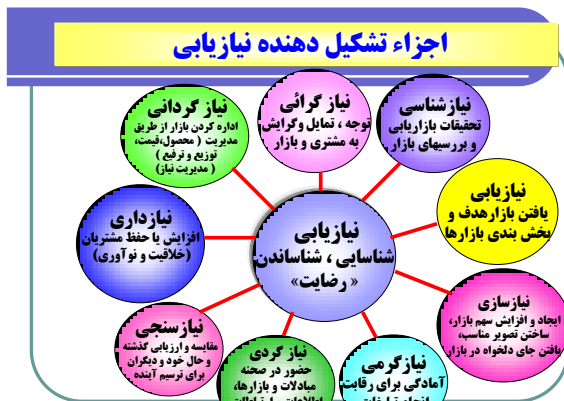 اجزاء تشکیل دهنده نیازیابی
نیاز گرائی
توجه ، تمایل وگرایش
به مشتری و بازار
نیازشناسی
تحقیقات بازاریابی
و بررسیهای بازار
نیازیابی
یافتن بازارهدف و
بخش بندی بازارها
نیازسازی
ایجاد و افزایش سهم بازار،
ساختن تصویر مناسب،
یافتن جای دلخواه در بازار
نیازگرمی
آمادگی برای رقابت
نیاز گردی
حضور در صحنه
مبادلات و بازارها،
نیازسنجی
مقایسه و ارزیابی گذشته
و حال خود و دیگران
برای ترسیم آینده
نیازداری
افزایش یا حفظ مشتریان
(خلاقیت و نوآوری)
نیاز گردانی
اداره کردن بازار از طریق
مدیریت ( محصول،قیمت،
توزیع و ترفیع )
( مدیریت نیاز)
نیازیابی
شناسایی ، شناساندن
« رضایت»